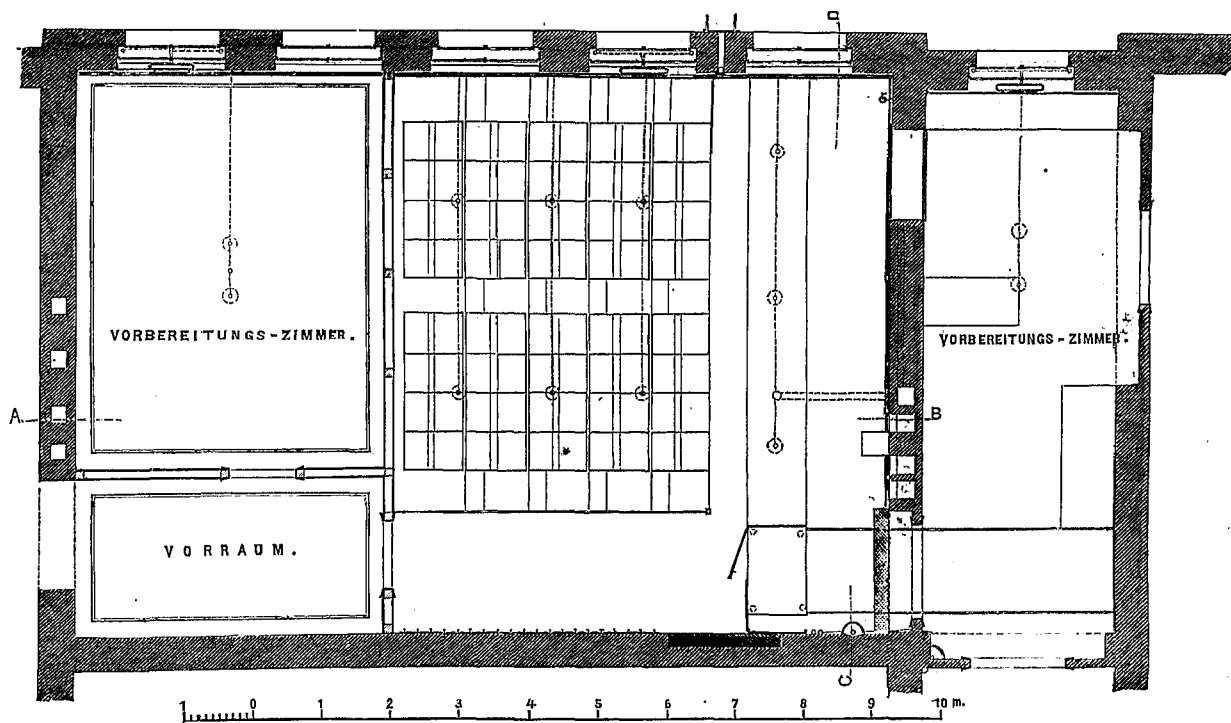 D
VORBEREITUNGS-ZIMMER.
VORBEREITUNGS-ZIMMER.
A
B
VORRAUM.
C
1 0 1 2 3 4 5 6 7 8 9 10 m.